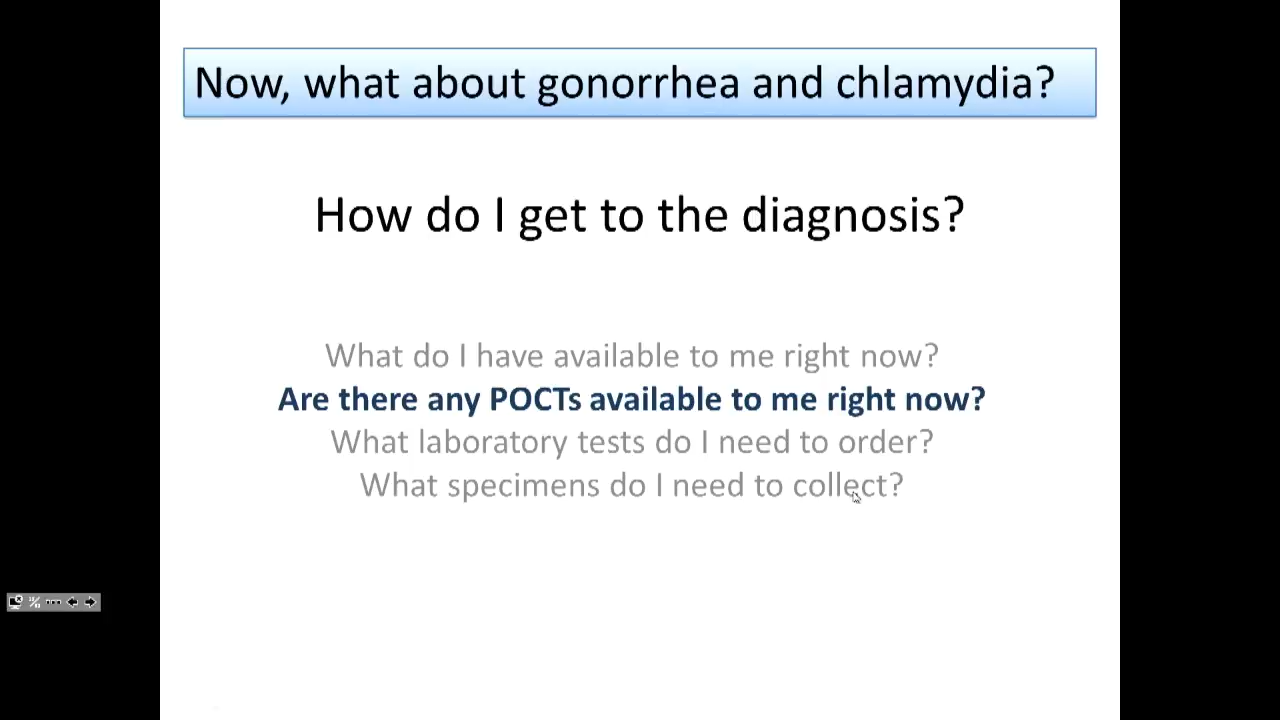 Now, what about gonorrhea and chlamydia?
How do I get to the diagnosis?
What do I have available to me right now?
Are there any POCTs available to me right now?
What laboratory tests do I need to order?
What specimens do I need to collect?